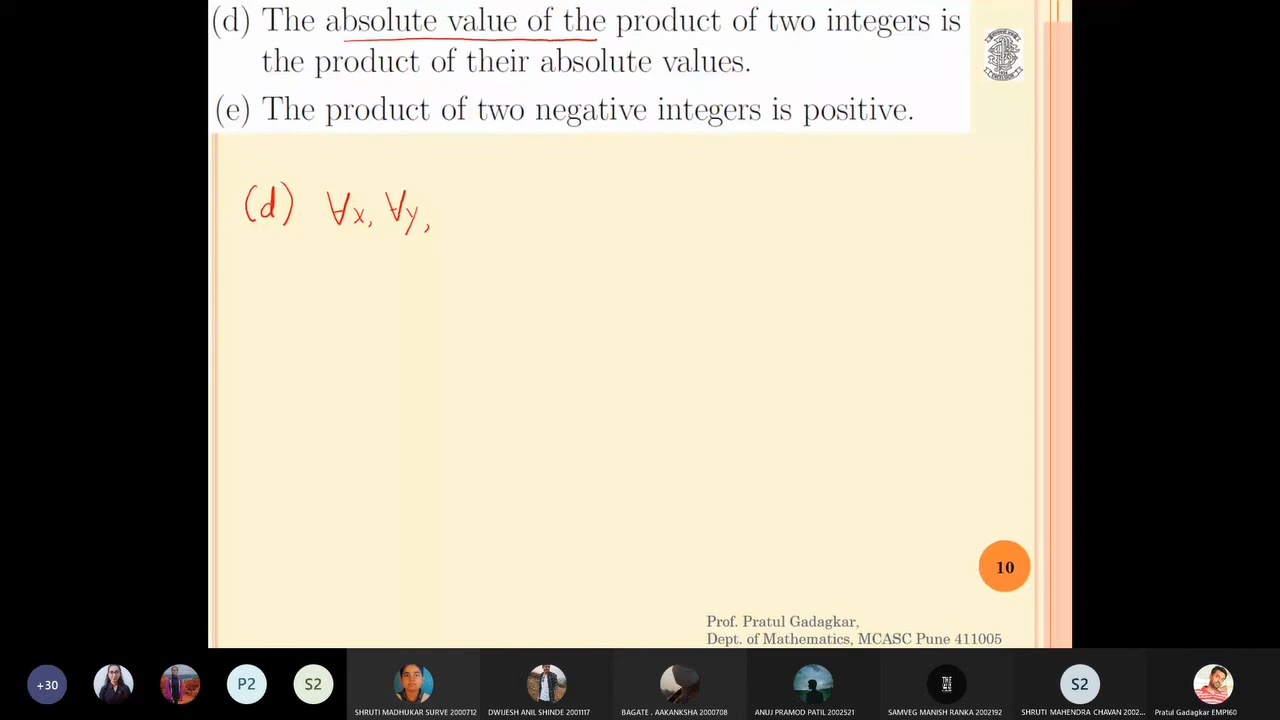 (d) The absolute value of the product of two integers is
the product of their absolute values.
(e) The product of two negative integers is positive.
(d) ∀x, ∀y,
10
Prof. Pratul Gadagkar,
Dept. of Mathematics, MCASC Pune 411005
+30 P2 S2 S2
SHRUTI MADHUKAR SURVE 2000712 DWIJESH ANIL SHINDE 2001117 BAGATE . AAKANKSHA 2000708 ANUJ PRAMOD PATIL 2002521 SAMVEG MANISH RANKA 2002192 SHRUTI MAHENDRA CHAVAN 2002... Pratul Gadagkar EMP160